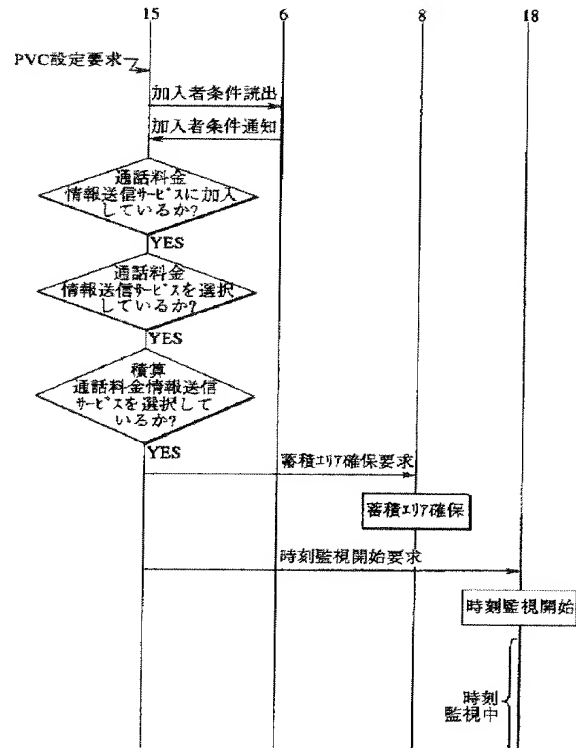 15 6 8 18
PVC設定要求
加入者条件読出
加入者条件通知
通話料金
情報送信ｻｰﾋﾞｽに加入
しているか?
YES
通話料金
情報送信ｻｰﾋﾞｽを選択
しているか?
YES
積算
通話料金情報送信
ｻｰﾋﾞｽを選択して
いるか?
YES
蓄積ｴﾘｱ確保要求
蓄積ｴﾘｱ確保
時刻監視開始要求
時刻監視開始
時刻
監視中